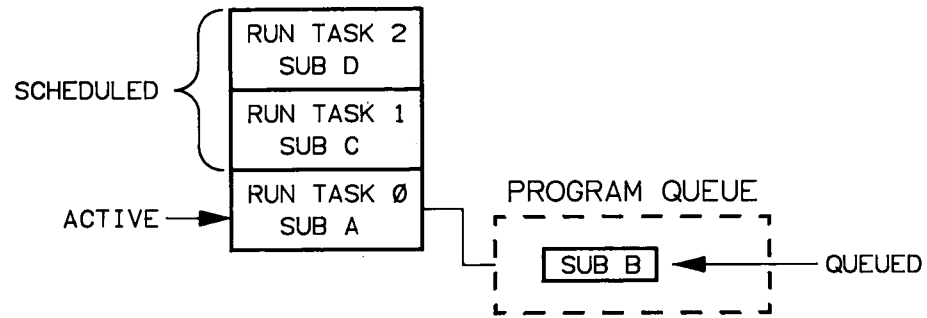 RUN TASK 2
SUB D
SCHEDULED
RUN TASK 1
SUB C
RUN TASK Ø
SUB A
ACTIVE
PROGRAM QUEUE
SUB B
QUEUED